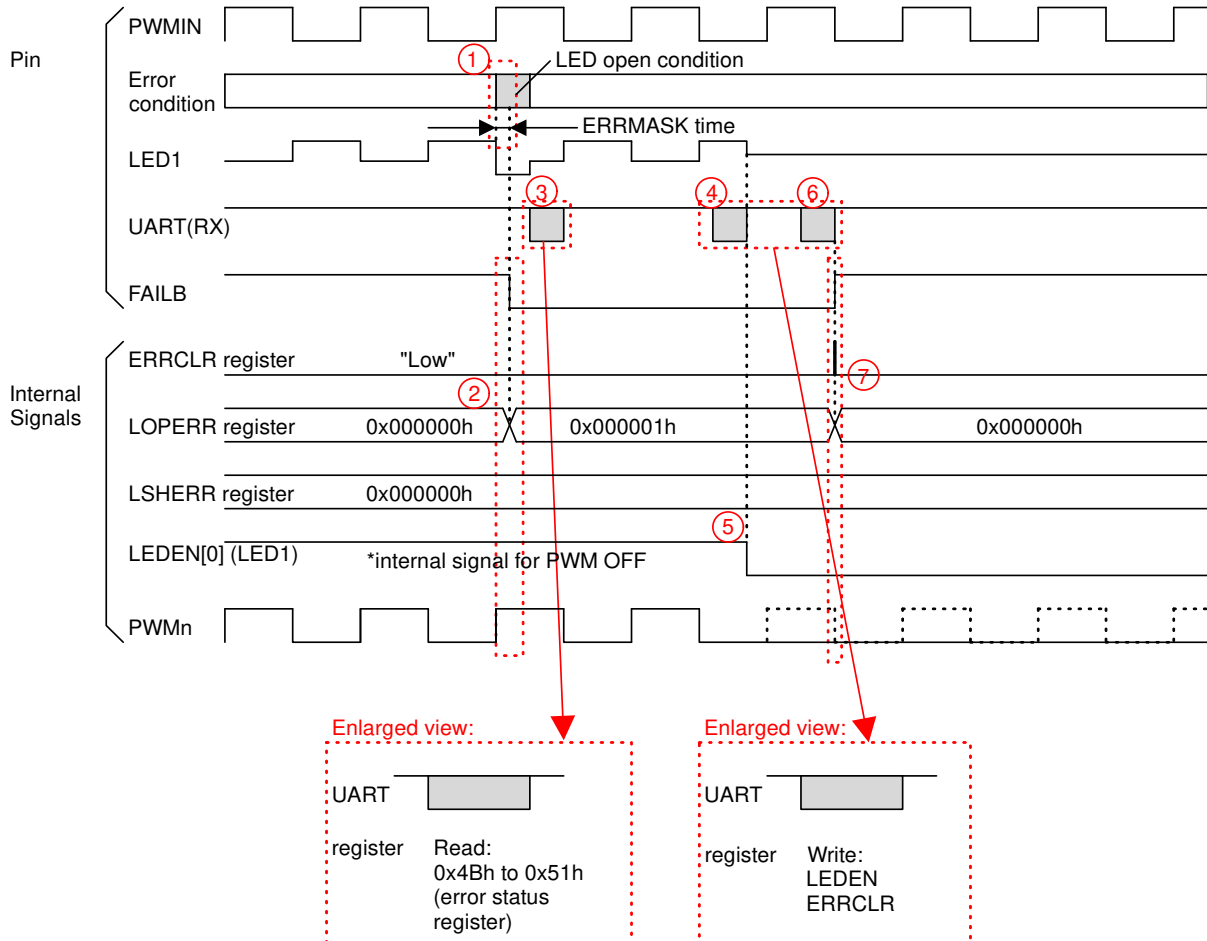 Pin
PWMIN
1
LED open condition
Error
condition
ERRMASK time
LED1
3
4
6
UART(RX)
FAILB
Internal
Signals
ERRCLR register
"Low"
7
2
LOPERR register
0x000000h
0x000001h
0x000000h
LSHERR register
0x000000h
5
LEDEN[0] (LED1)
*internal signal for PWM OFF
PWMn
Enlarged view:
UART
register
Read:
0x4Bh to 0x51h
(error status
register)
Enlarged view:
UART
register
Write:
LEDEN
ERRCLR